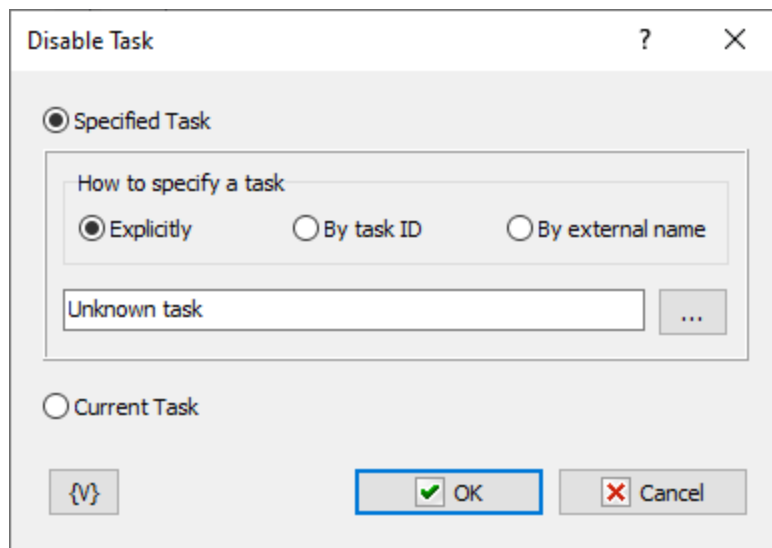 Disable Task
?
Specified Task
How to specify a task
Explicitly By task ID By external name
Unknown task
...
Current Task
{V} OK Cancel